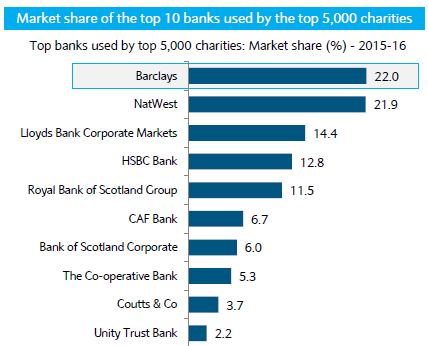 Market share of the top 10 banks used by the top 5,000 charities
Top banks used by top 5,000 charities: Market share (%) - 2015-16
Barclays 22.0
NatWest 21.9
Lloyds Bank Corporate Markets 14.4
HSBC Bank 12.8
Royal Bank of Scotland Group 11.5
CAF Bank 6.7
Bank of Scotland Corporate 6.0
The Co-operative Bank 5.3
Coutts & Co 3.7
Unity Trust Bank 2.2